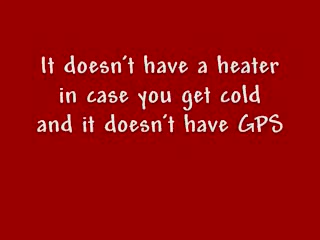 It doesn't have a heater
in case you get cold
and it doesn't have GPS